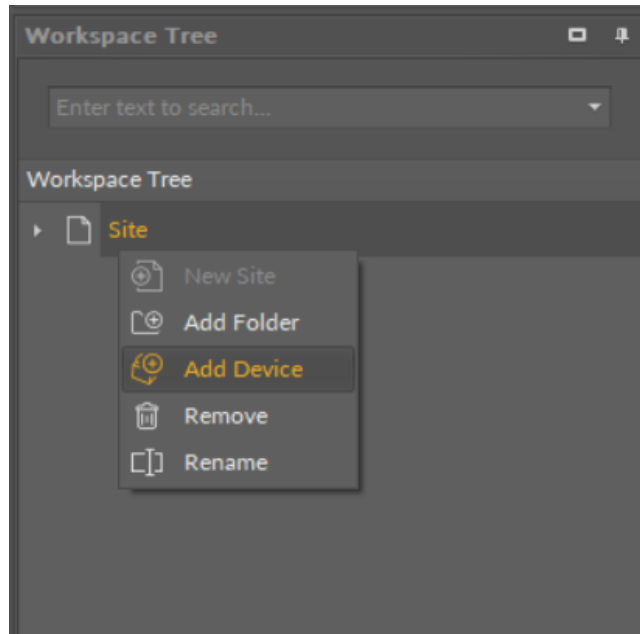 Workspace Tree
Enter text to search...
Workspace Tree
Site
New Site
Add Folder
Add Device
Remove
Rename